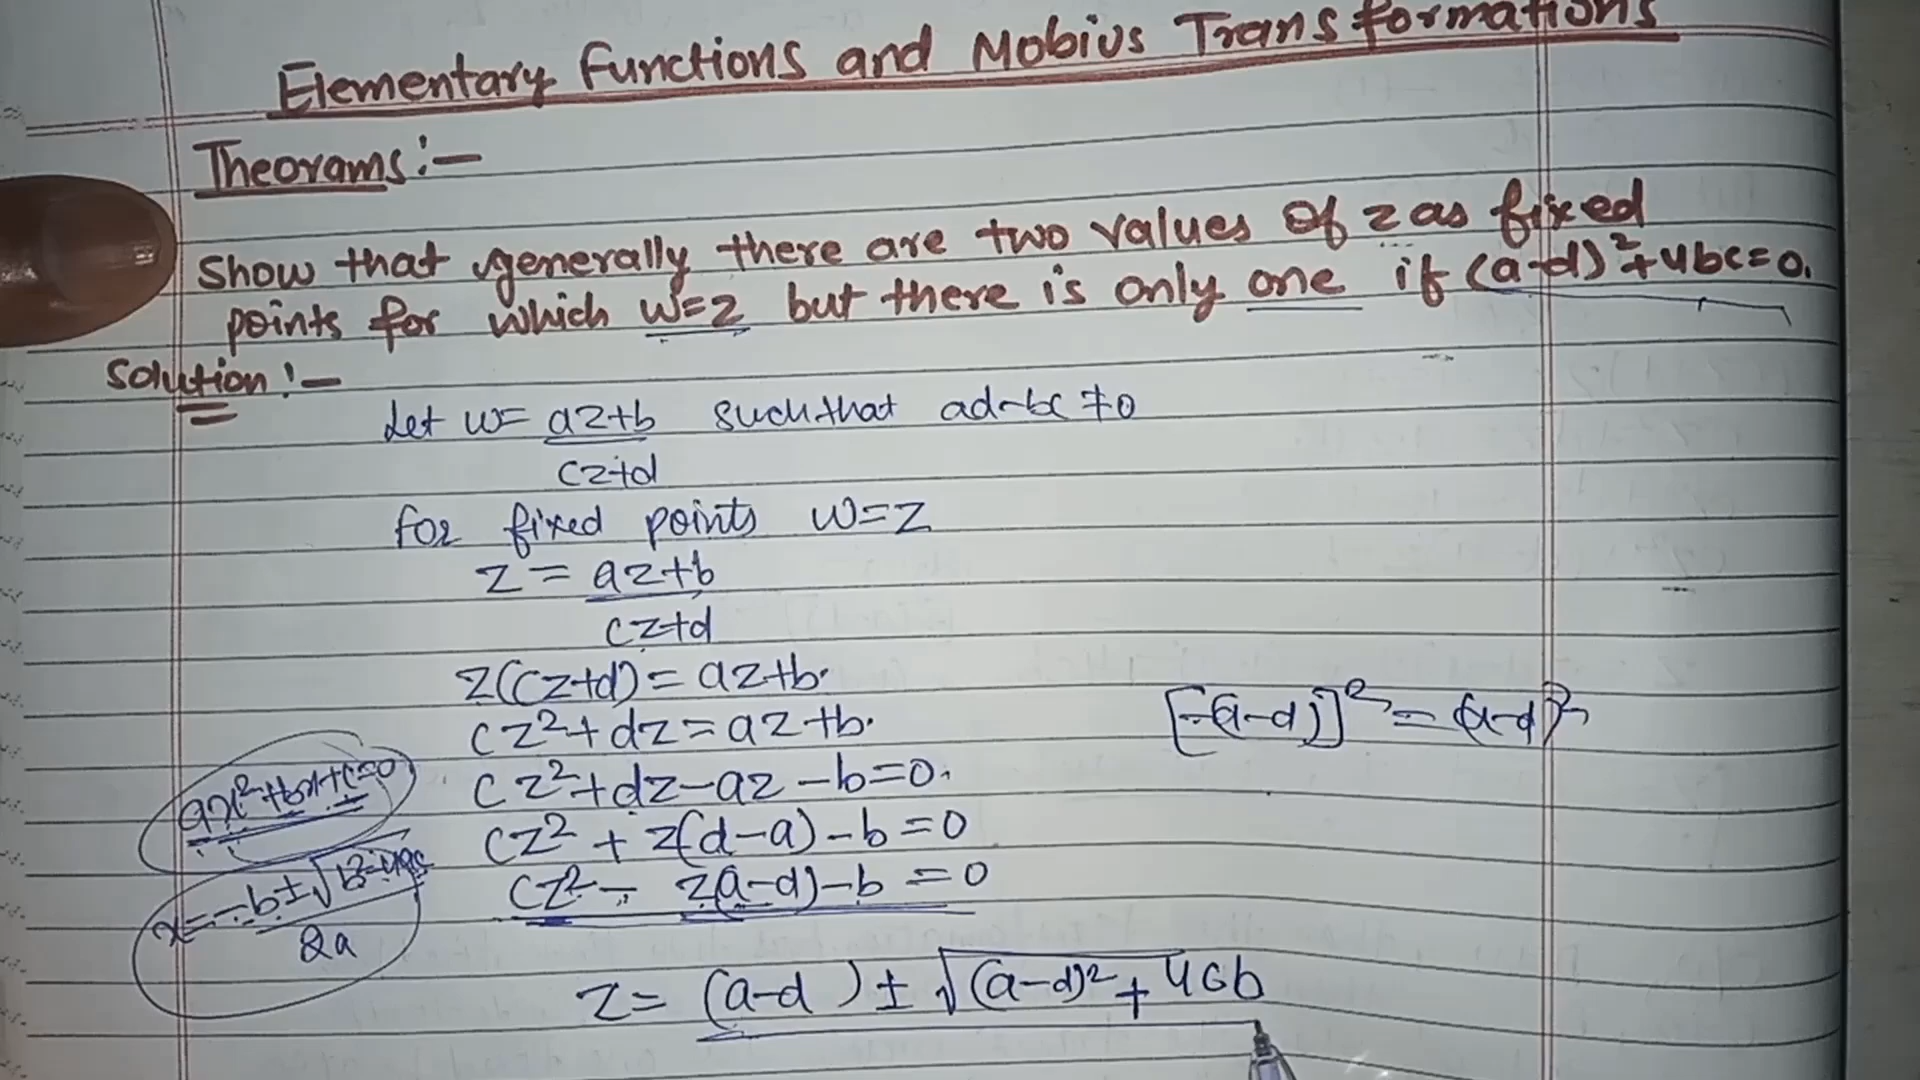 Elementary Functions and Mobius Transformations
Theorams:-
Show that generally there are two values of z as fixed
points for which w=z but there is only one if (a-d)²+4bc=0.
Solution:-
Let w= az+b such that ad-bc ≠0
cz+d
for fixed points w=z
z = az+b
cz+d
z(cz+d)= az+b.
cz²+dz=az+b.
cz²+dz-az-b=0.
cz² + z(d-a)-b=0
cz² - z(a-d)-b=0
z= (a-d) ± √(a-d)²+4cb
[-(a-d)]² = (a-d)²
ax²+bx+c=0
x= -b±√b²-4ac
2a